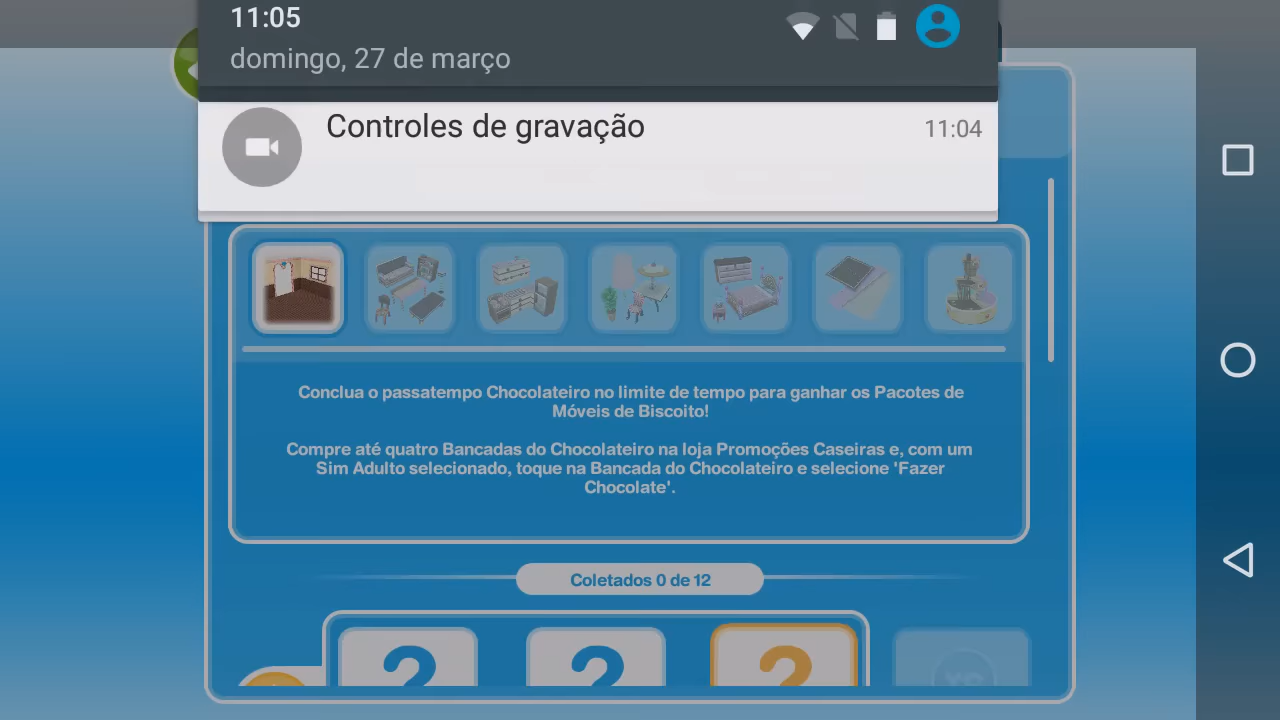 11:05
domingo, 27 de março
Controles de gravação
11:04
Conclua o passatempo Chocolateiro no limite de tempo para ganhar os Pacotes de
Móveis de Biscoito!
Compre até quatro Bancadas do Chocolateiro na loja Promoções Caseiras e, com um
Sim Adulto selecionado, toque na Bancada do Chocolateiro e selecione 'Fazer
Chocolate'.
Coletados 0 de 12
? ? ?